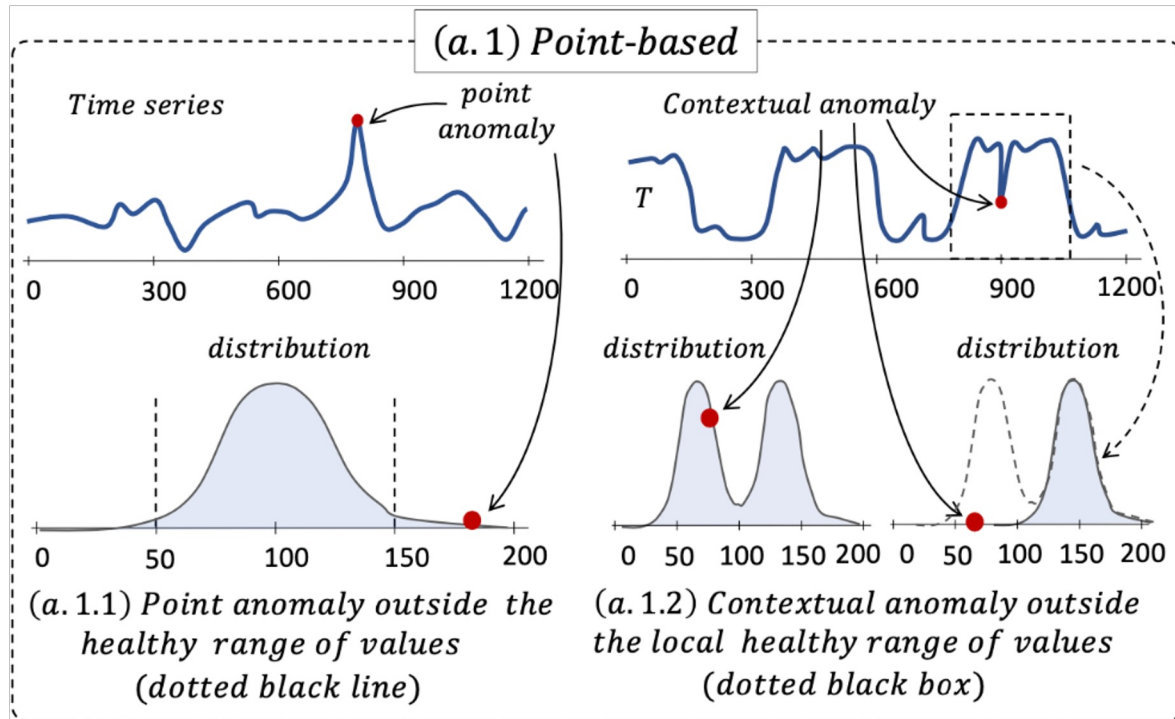 (a. 1) Point-based
Time series
point
anomaly
0 300 600 900 1200
distribution
0 50 100 150 200
(a. 1.1) Point anomaly outside the
healthy range of values
(dotted black line)
Contextual anomaly
T
0 300 600 900 1200
distribution
distribution
0 50 100 150 200
0 50 100 150 200
(a. 1.2) Contextual anomaly outside
the local healthy range of values
(dotted black box)